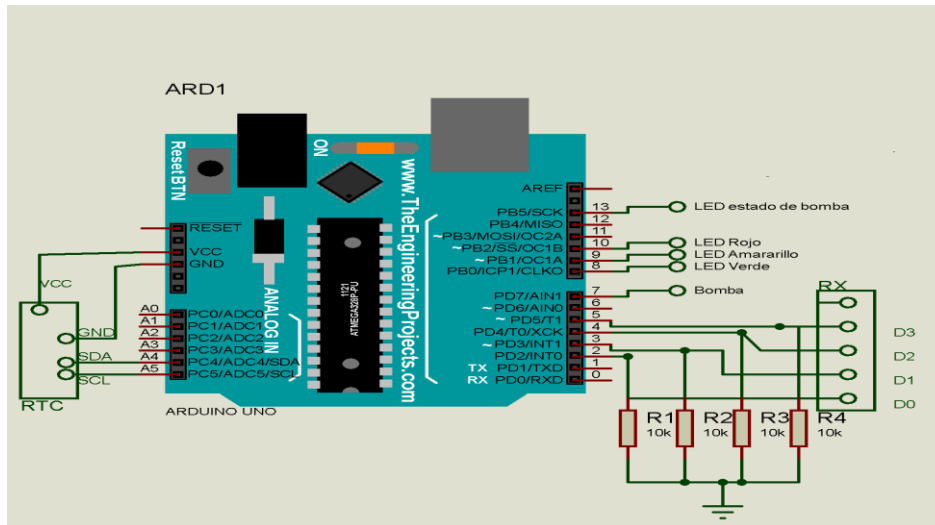 ARD1
ResetBTN
ON
www.TheEngineeringProjects.com
RESET
VCC
GND
A0 PC0/ADC0
A1 PC1/ADC1
A2 PC2/ADC2
A3 PC3/ADC3
A4 PC4/ADC4/SDA
A5 PC5/ADC5/SCL
ANALOG IN
1121
ATMEGA328P-PU
ARDUINO UNO
AREF
PB5/SCK 13
PB4/MISO 12
~PB3/MOSI/OC2A 11
~PB2/SS/OC1B 10
~PB1/OC1A 9
PB0/ICP1/CLKO 8
PD7/AIN1 7
~PD6/AIN0 6
~PD5/T1 5
PD4/T0/XCK 4
~PD3/INT1 3
PD2/INT0 2
TX PD1/TXD 1
RX PD0/RXD 0
VCC
GND
SDA
SCL
RTC
LED estado de bomba
LED Rojo
LED Amararillo
LED Verde
Bomba
RX
D3
D2
D1
D0
R1
10k
R2
10k
R3
10k
R4
10k